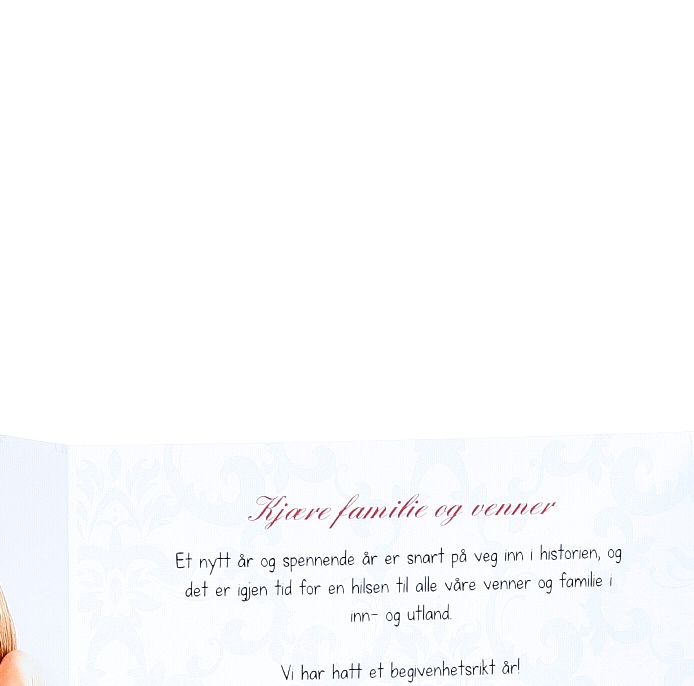 Kjære familie og venner
Et nytt år og spennende år er snart på veg inn i historien, og
det er igjen tid for en hilsen til alle våre venner og familie i
inn- og utland.
Vi har hatt et begivenhetsrikt år!